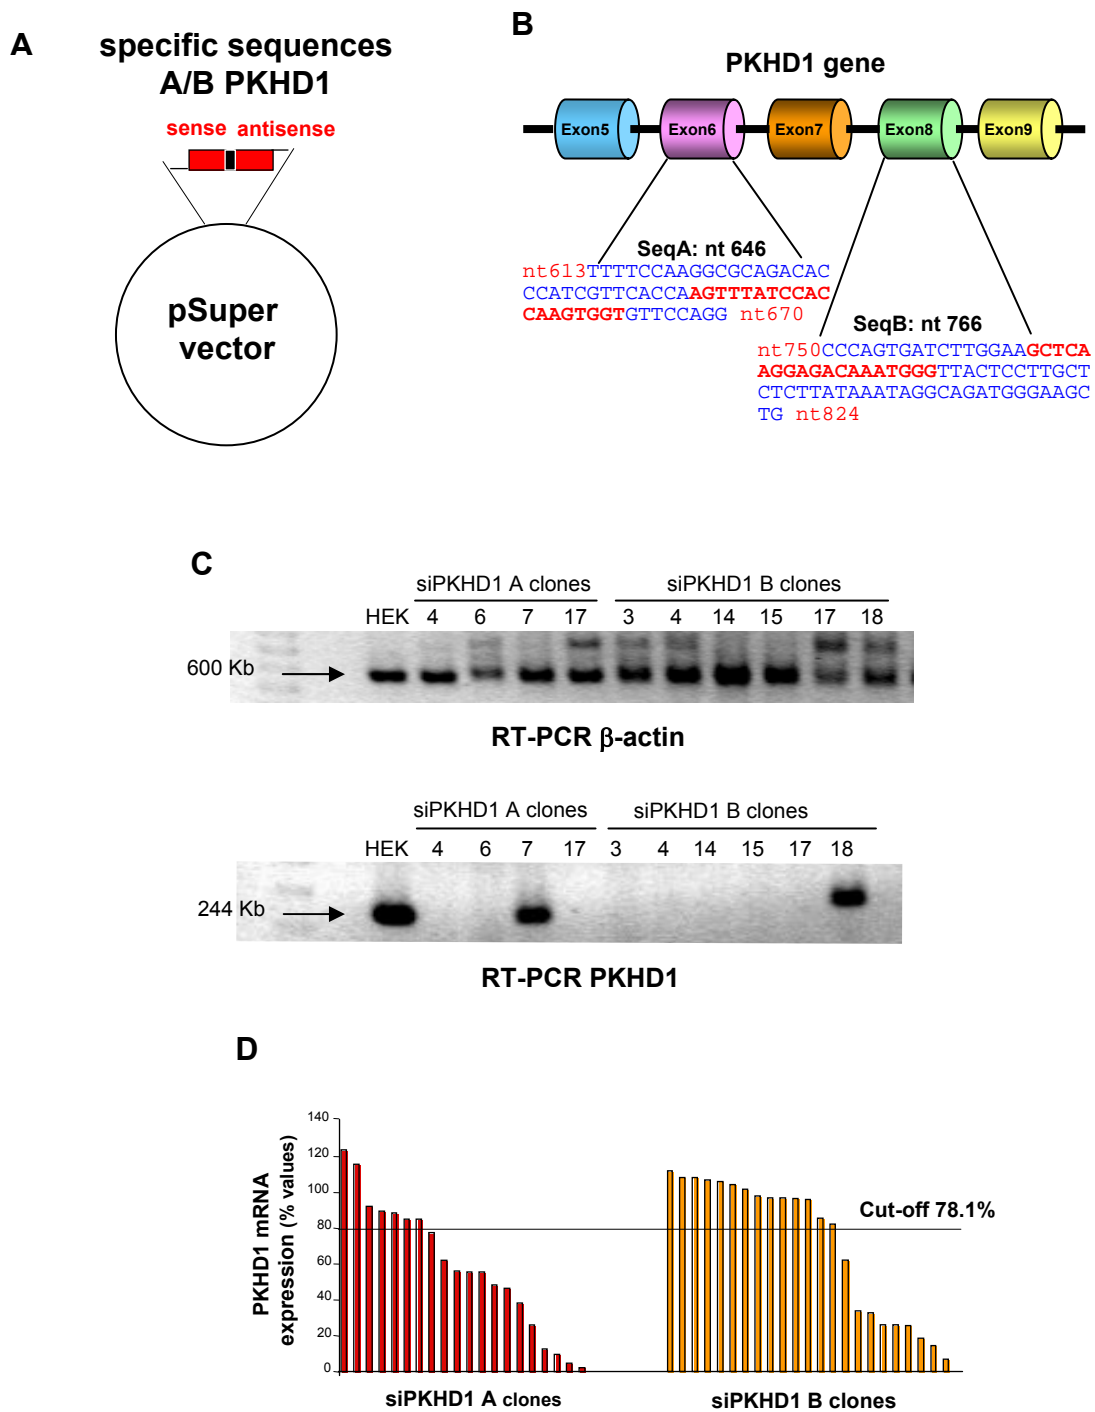 A
specific sequences
A/B PKHD1
sense antisense
pSuper
vector
B
PKHD1 gene
Exon5 Exon6 Exon7 Exon8 Exon9
SeqA: nt 646
nt613TTTTCCAAGGCGCAGACAC
CCATCGTTCACCAAGTTTATCCAC
CAAGTGGTGTTCCAGG nt670
SeqB: nt 766
nt750CCCAGTGATCTTGGAAGCTCA
AGGAGACAAATGGGTTACTCCTTGCT
CTCTTATAAATAGGCAGATGGGAAGC
TG nt824
C
siPKHD1 A clones siPKHD1 B clones
HEK 4 6 7 17 3 4 14 15 17 18
600 Kb
RT-PCR β-actin
siPKHD1 A clones siPKHD1 B clones
HEK 4 6 7 17 3 4 14 15 17 18
244 Kb
RT-PCR PKHD1
D
PKHD1 mRNA
expression (% values)
140
120
100
80
60
40
20
0
Cut-off 78.1%
siPKHD1 A clones siPKHD1 B clones